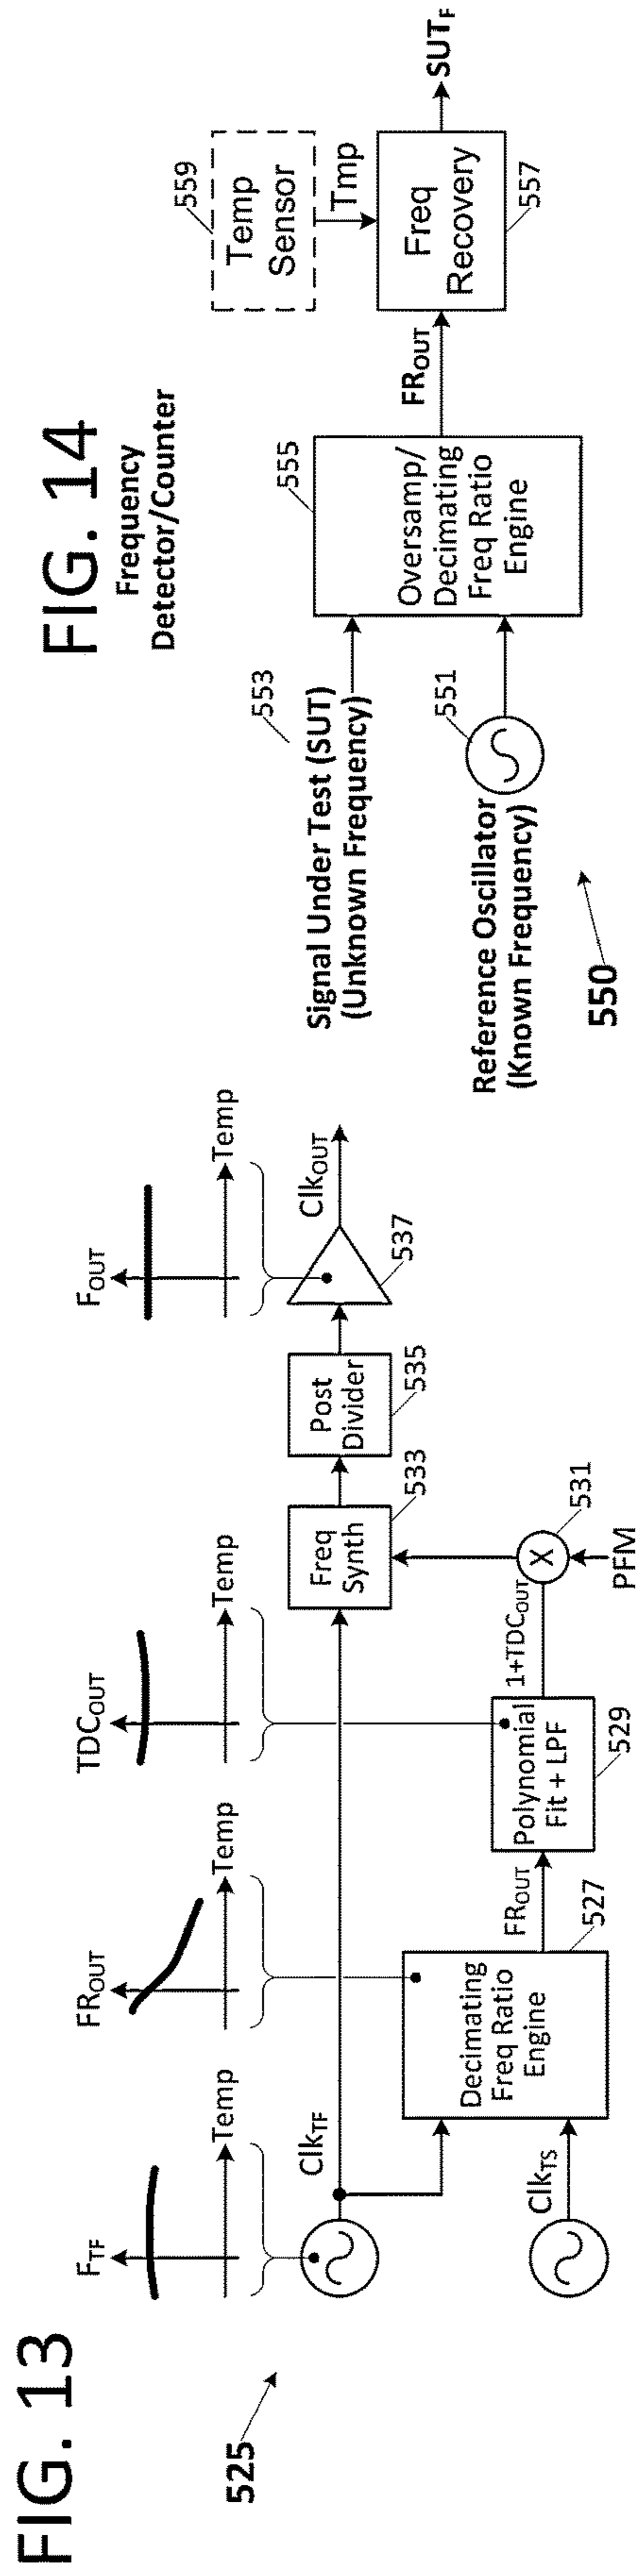 FIG. 13
525
F_TF
Temp
FR_OUT
Temp
TDC_OUT
Temp
F_OUT
Temp
Clk_TF
Clk_TS
Decimating
Freq Ratio
Engine
527
FR_OUT
Polynomial
Fit + LPF
529
1+TDC_OUT
X
531
PFM
Freq
Synth
533
Post
Divider
535
537
Clk_OUT
FIG. 14
Frequency
Detector/Counter
550
553
Signal Under Test (SUT)
(Unknown Frequency)
551
Reference Oscillator
(Known Frequency)
555
Oversamp/
Decimating
Freq Ratio
Engine
FR_OUT
559
Temp
Sensor
Tmp
Freq
Recovery
557
SUT_F